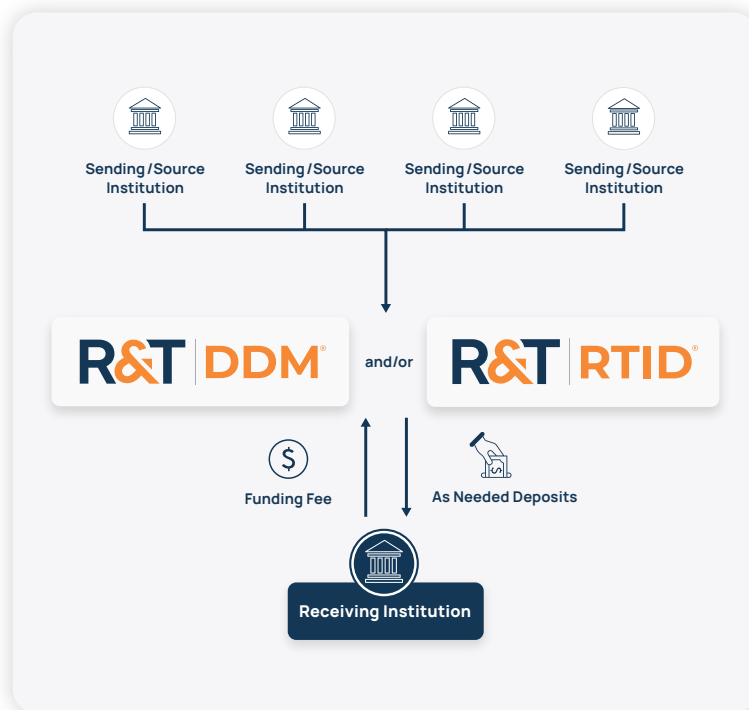 Sending/Source
Institution
Sending/Source
Institution
Sending/Source
Institution
Sending/Source
Institution
R&T | DDM®
and/or
R&T | RTID®
$
Funding Fee
$
As Needed Deposits
Receiving Institution